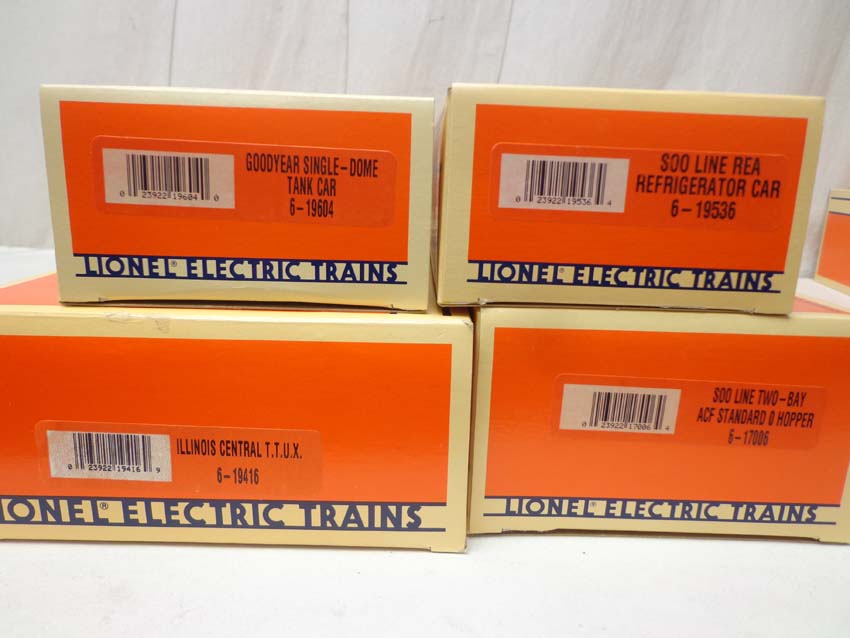 GOODYEAR SINGLE-DOME
TANK CAR
6-19604
0 23922 19604 0
LIONEL® ELECTRIC TRAINS
SOO LINE REA
REFRIGERATOR CAR
6-19536
0 23922 19536 4
LIONEL® ELECTRIC TRAINS
ILLINOIS CENTRAL T.T.U.X.
6-19416
0 23922 19416 9
IONEL® ELECTRIC TRAINS
SOO LINE TWO-BAY
ACF STANDARD O HOPPER
6-17006
0 23922 17006 4
LIONEL® ELECTRIC TRAINS